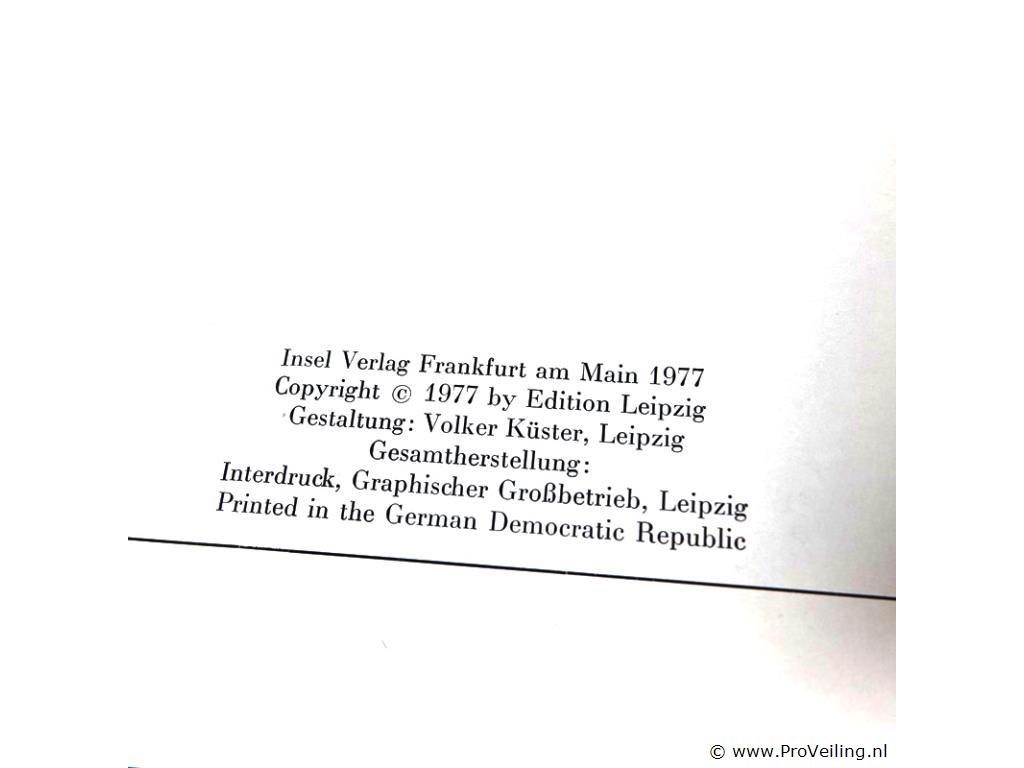 Insel Verlag Frankfurt am Main 1977
Copyright © 1977 by Edition Leipzig
Gestaltung: Volker Küster, Leipzig
Gesamtherstellung:
Interdruck, Graphischer Großbetrieb, Leipzig
Printed in the German Democratic Republic
© www.ProVeiling.nl